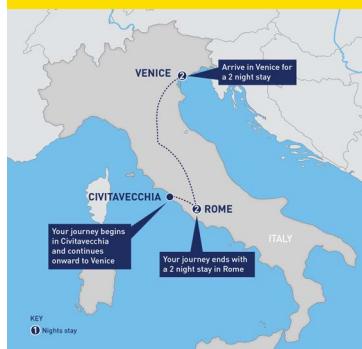 VENICE
2
Arrive in Venice for
a 2 night stay
CIVITAVECCHIA
2
ROME
Your journey begins
in Civitavecchia
and continues
onward to Venice
Your journey ends with
a 2 night stay in Rome
ITALY
KEY
1 Nights stay